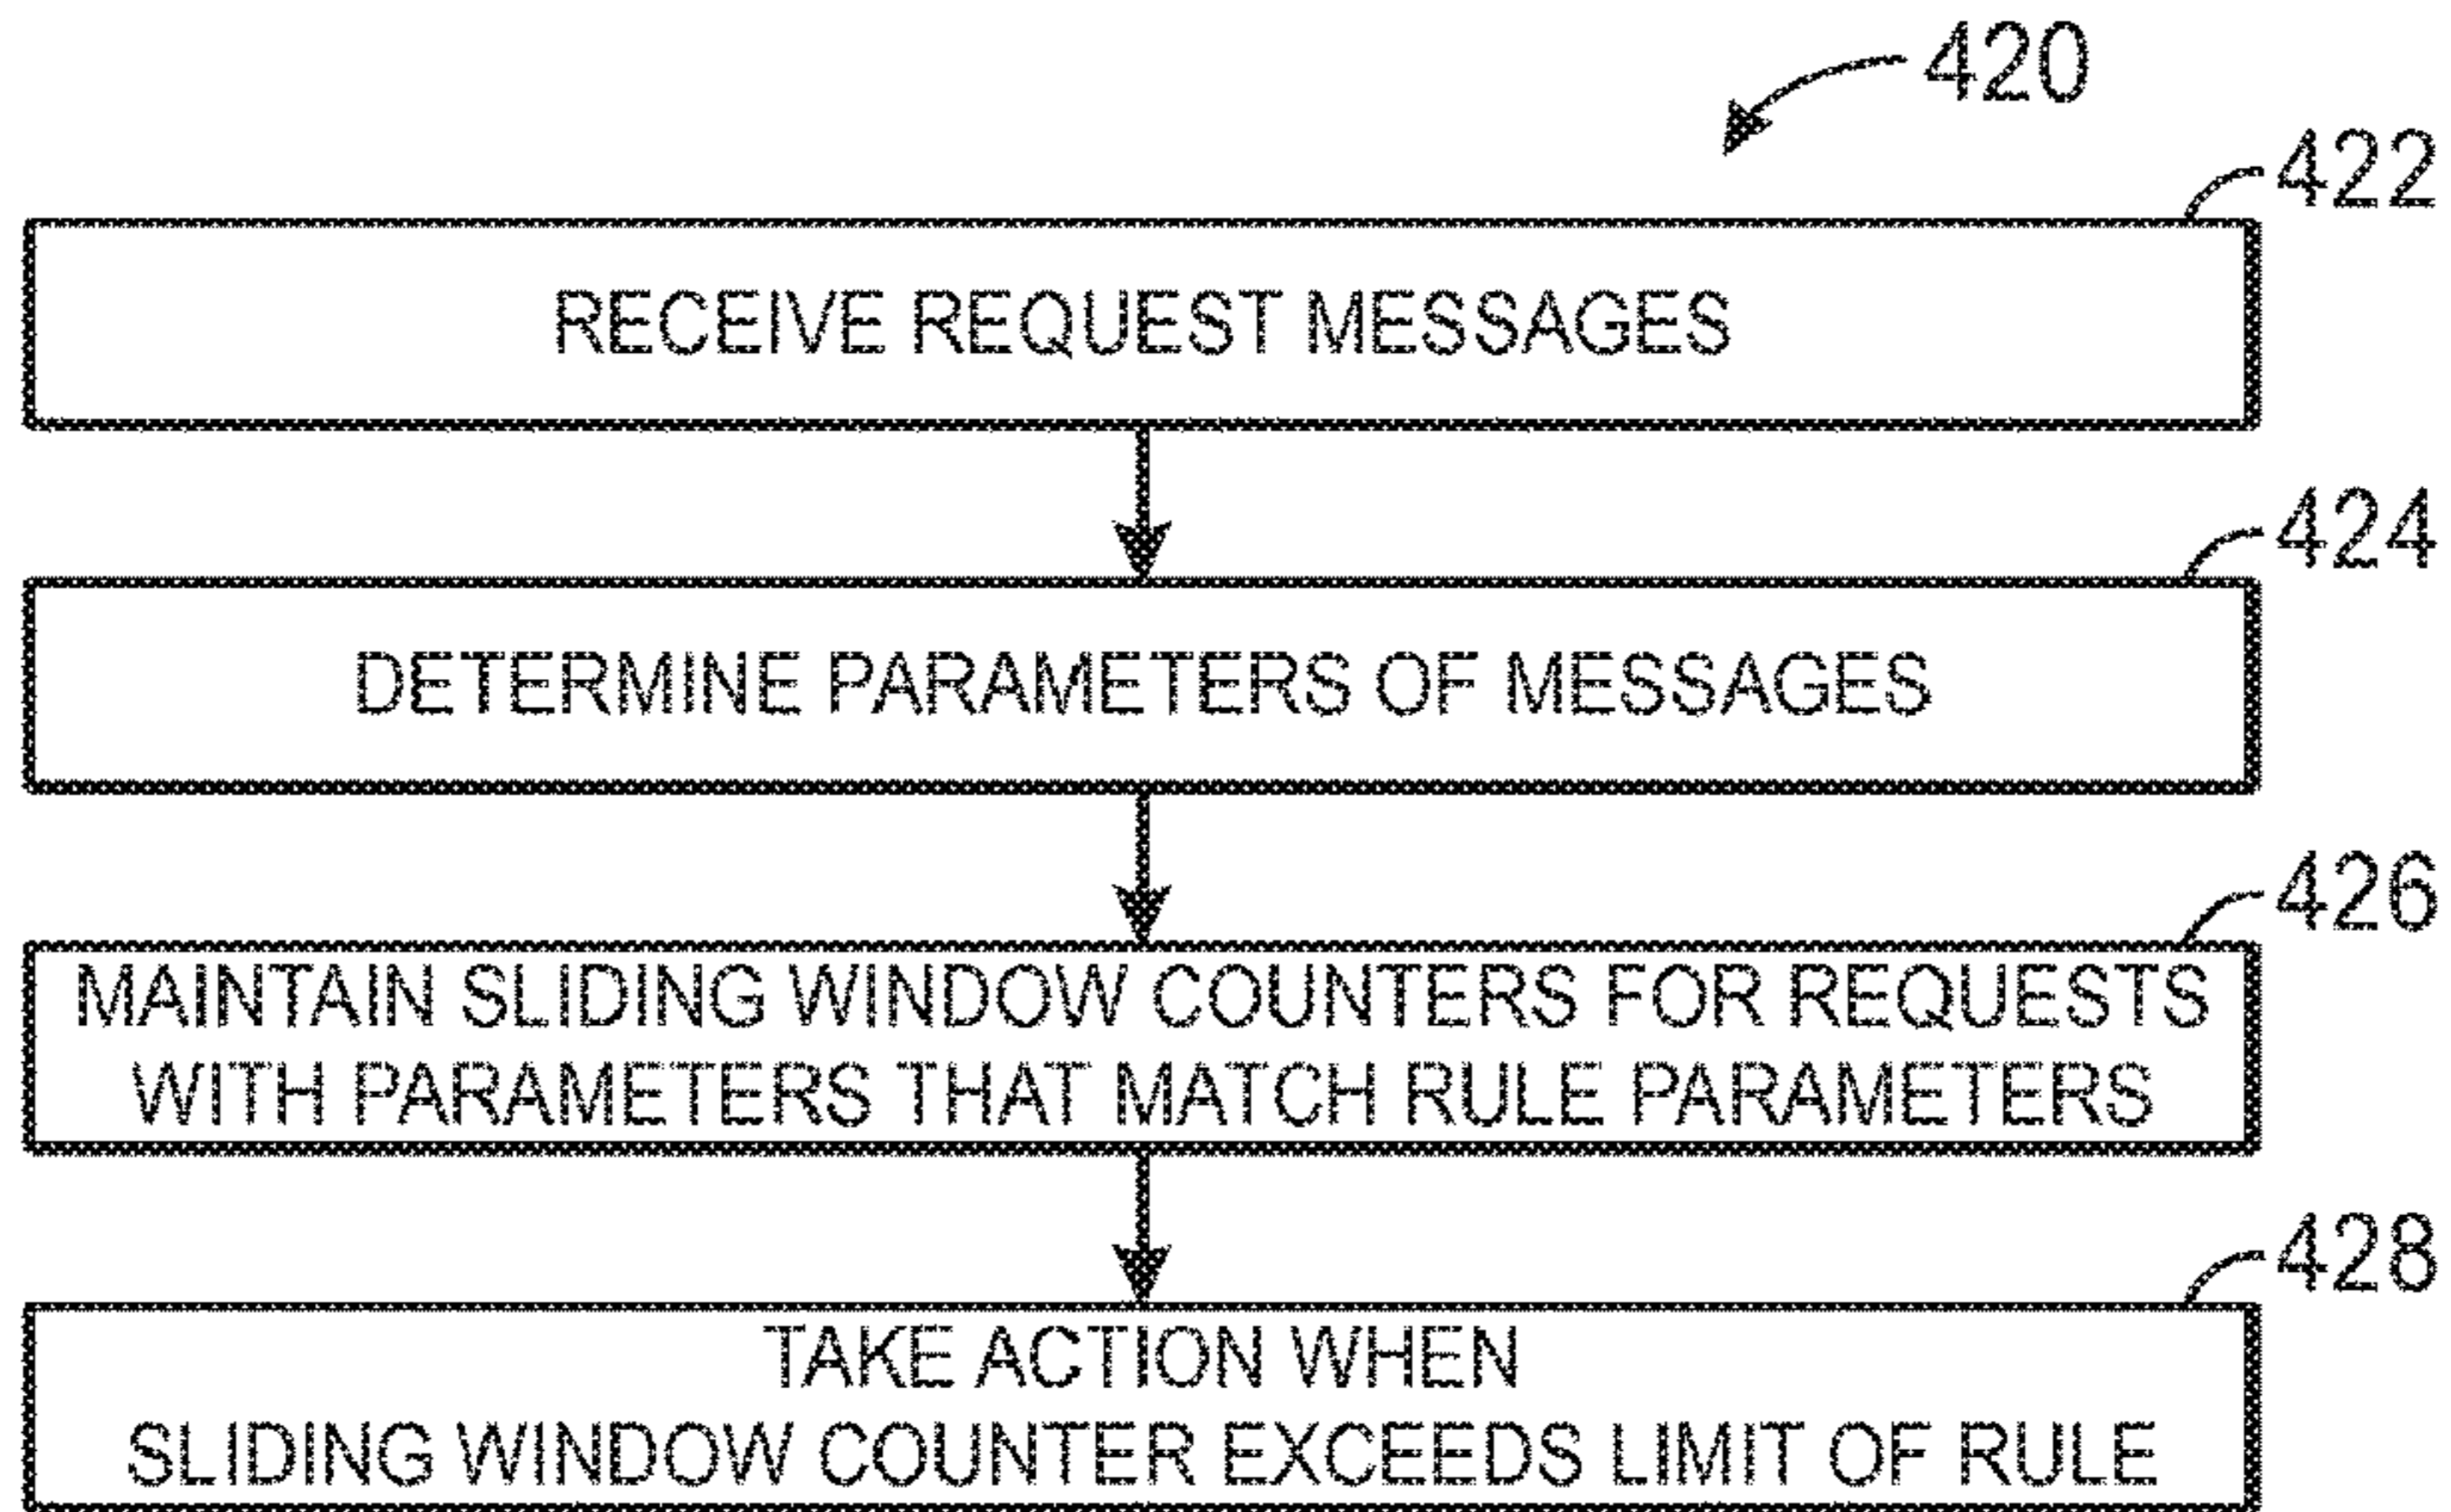 420
422
RECEIVE REQUEST MESSAGES
424
DETERMINE PARAMETERS OF MESSAGES
426
MAINTAIN SLIDING WINDOW COUNTERS FOR REQUESTS
WITH PARAMETERS THAT MATCH RULE PARAMETERS
428
TAKE ACTION WHEN
SLIDING WINDOW COUNTER EXCEEDS LIMIT OF RULE